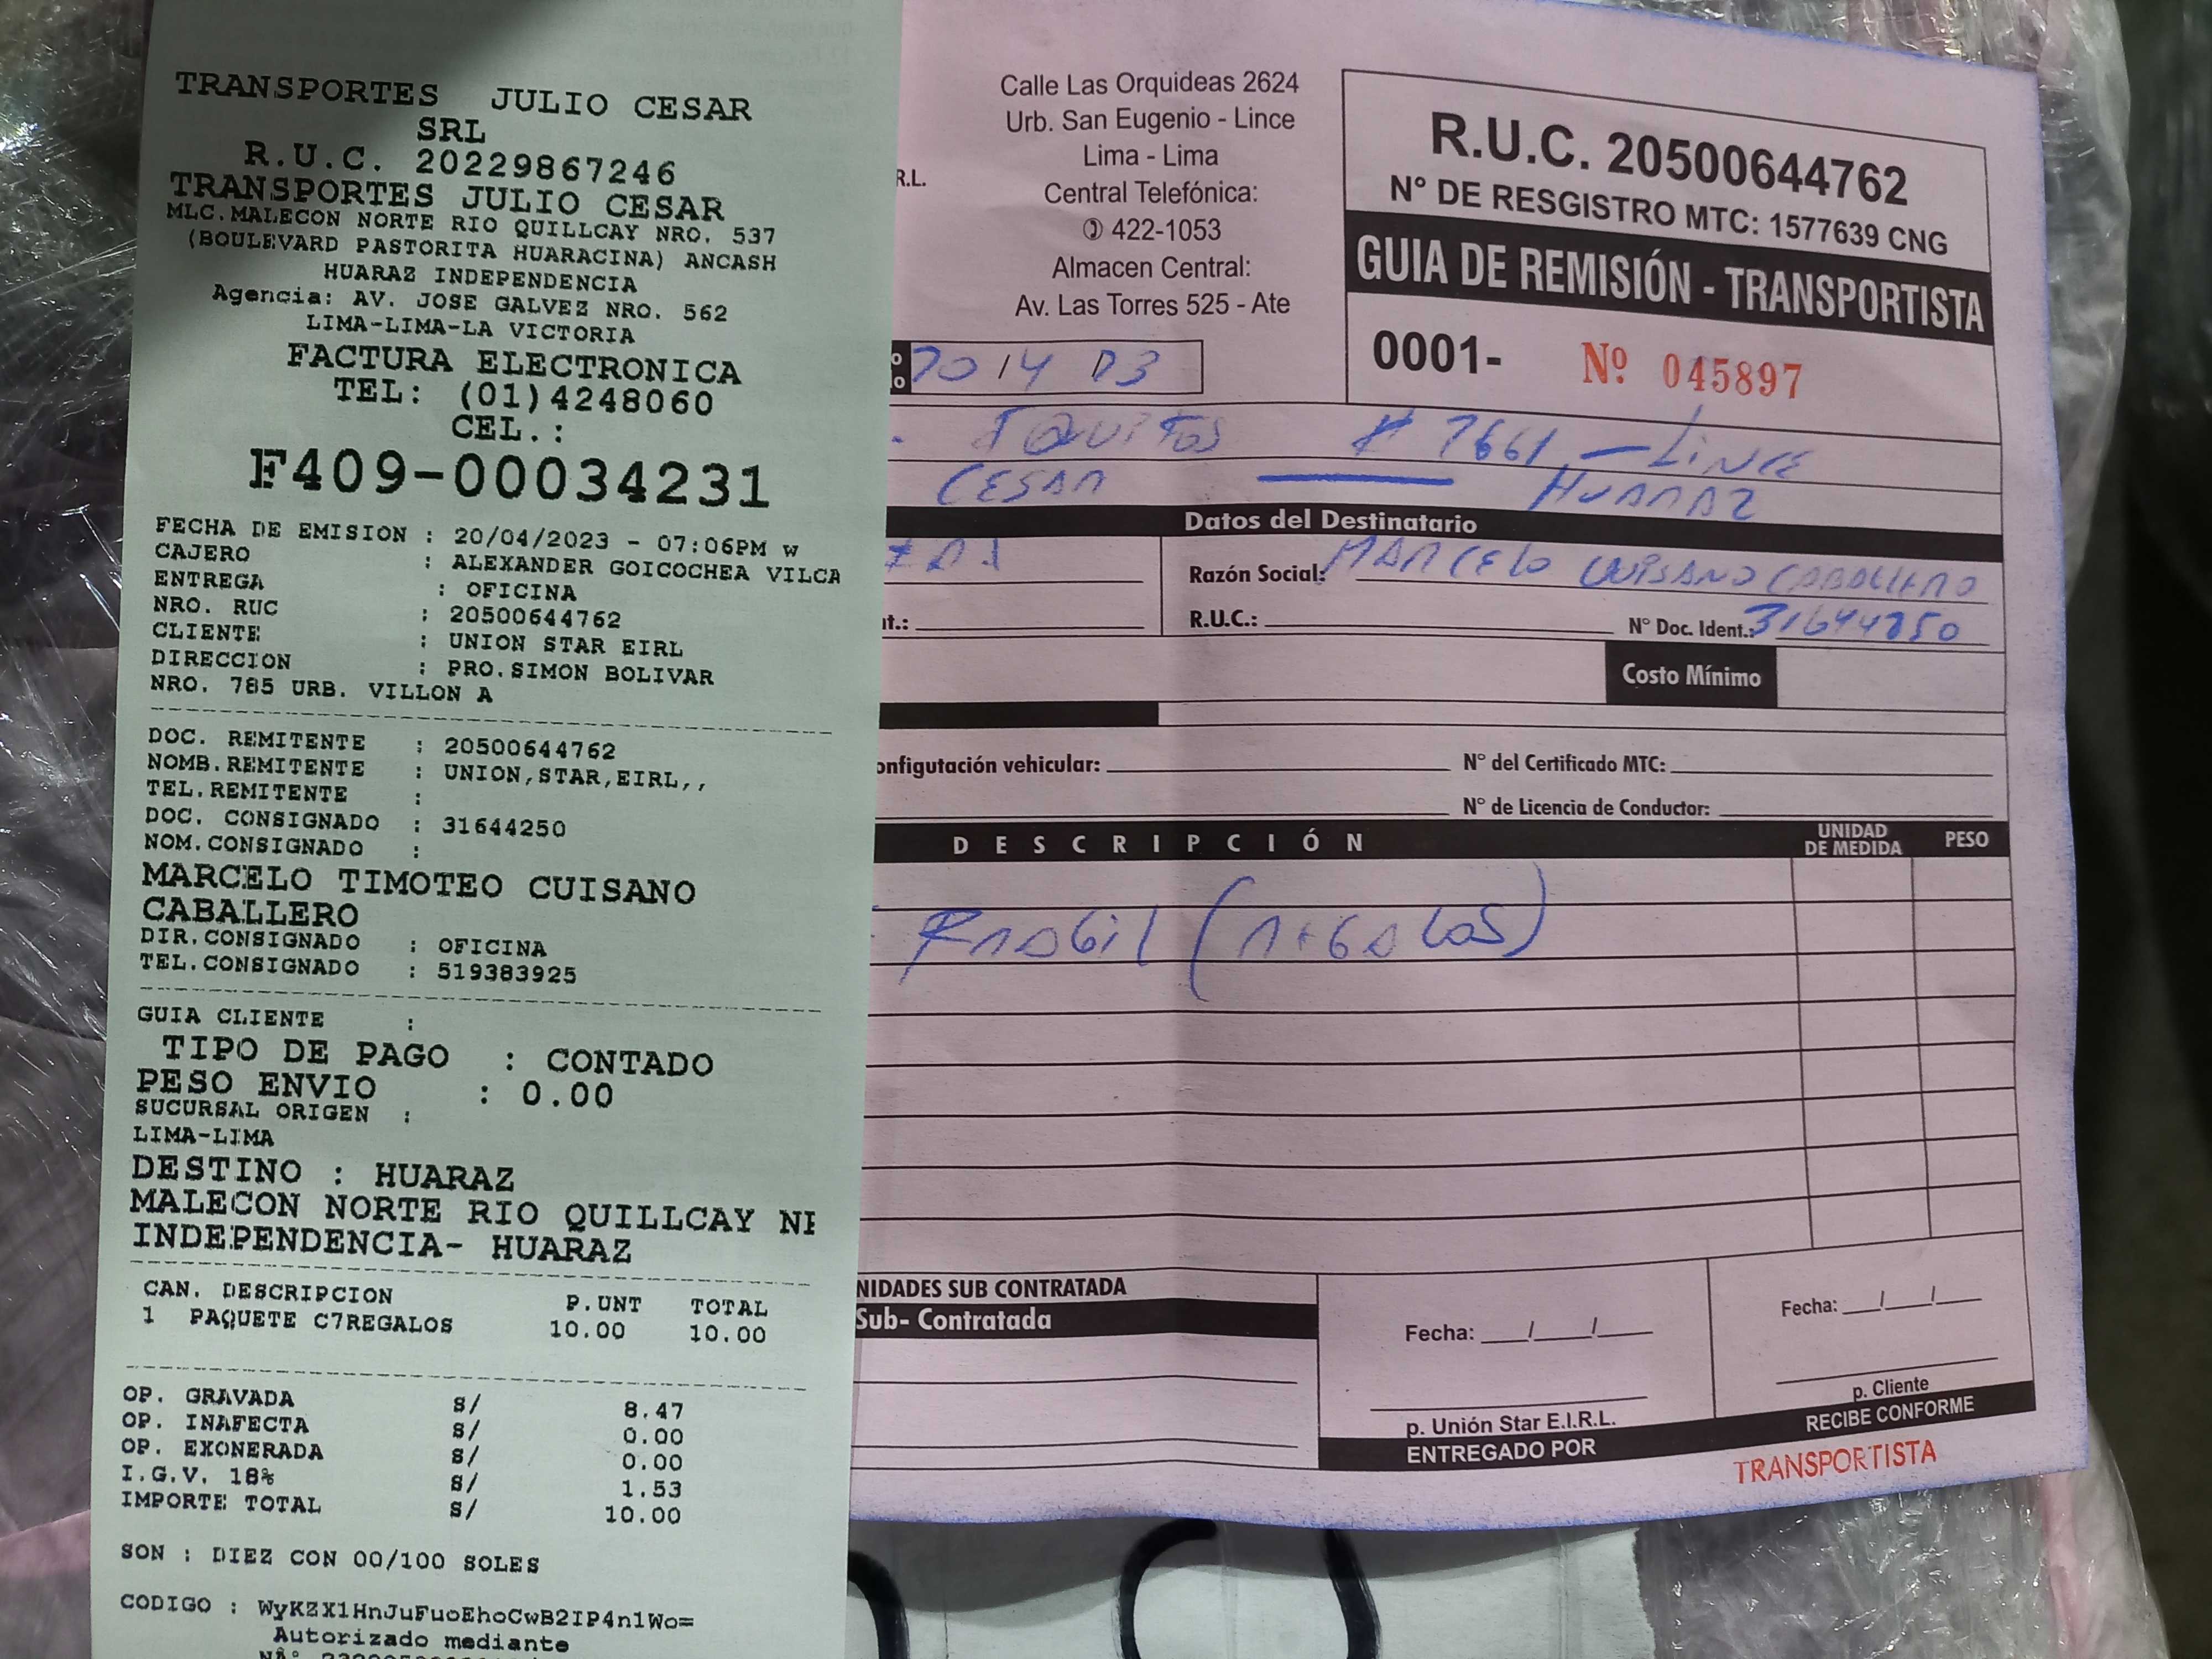 TRANSPORTES JULIO CESAR
SRL
R.U.C. 20229867246
TRANSPORTES JULIO CESAR
MLC.MALECON NORTE RIO QUILLCAY NRO. 537
(BOULEVARD PASTORITA HUARACINA) ANCASH
HUARAZ INDEPENDENCIA
Agencia: AV. JOSE GALVEZ NRO. 562
LIMA-LIMA-LA VICTORIA
FACTURA ELECTRONICA
TEL: (01)4248060
CEL.:
F409-00034231
FECHA DE EMISION : 20/04/2023 - 07:06PM w
CAJERO : ALEXANDER GOICOCHEA VILCA
ENTREGA : OFICINA
NRO. RUC : 20500644762
CLIENTE : UNION STAR EIRL
DIRECCION : PRO.SIMON BOLIVAR
NRO. 785 URB. VILLON A
DOC. REMITENTE : 20500644762
NOMB.REMITENTE : UNION,STAR,EIRL,,
TEL.REMITENTE :
DOC. CONSIGNADO : 31644250
NOM.CONSIGNADO :
MARCELO TIMOTEO CUISANO
CABALLERO
DIR.CONSIGNADO : OFICINA
TEL.CONSIGNADO : 519383925
GUIA CLIENTE :
TIPO DE PAGO : CONTADO
PESO ENVIO : 0.00
SUCURSAL ORIGEN :
LIMA-LIMA
DESTINO : HUARAZ
MALECON NORTE RIO QUILLCAY
INDEPENDENCIA- HUARAZ
CAN. DESCRIPCION P.UNT TOTAL
1 PAQUETE C7REGALOS 10.00 10.00
OP. GRAVADA S/ 8.47
OP. INAFECTA S/ 0.00
OP. EXONERADA S/ 0.00
I.G.V. 18% S/ 1.53
IMPORTE TOTAL S/ 10.00
SON : DIEZ CON 00/100 SOLES
CODIGO : WyKZX1HnJuFuoEhoCwB2IP4n1Wo=
Autorizado mediante
R.L.
Calle Las Orquideas 2624
Urb. San Eugenio - Lince
Lima - Lima
Central Telefónica:
422-1053
Almacen Central:
Av. Las Torres 525 - Ate
R.U.C. 20500644762
N° DE RESGISTRO MTC: 1577639 CNG
GUIA DE REMISIÓN - TRANSPORTISTA
0001- Nº 045897
IQUITOS # - LINCE
CESAR HUARAZ
Datos del Destinatario
Razón Social: MARCELO CUISANO CABALLERO
R.U.C.: N° Doc. Ident.: 31644250
Costo Mínimo
onfigutación vehicular: N° del Certificado MTC:
N° de Licencia de Conductor:
DESCRIPCIÓN UNIDAD DE MEDIDA PESO
FRAGIL (REGALOS)
NIDADES SUB CONTRATADA
Sub- Contratada
Fecha: / / Fecha: / /
p. Unión Star E.I.R.L. p. Cliente
ENTREGADO POR RECIBE CONFORME
TRANSPORTISTA